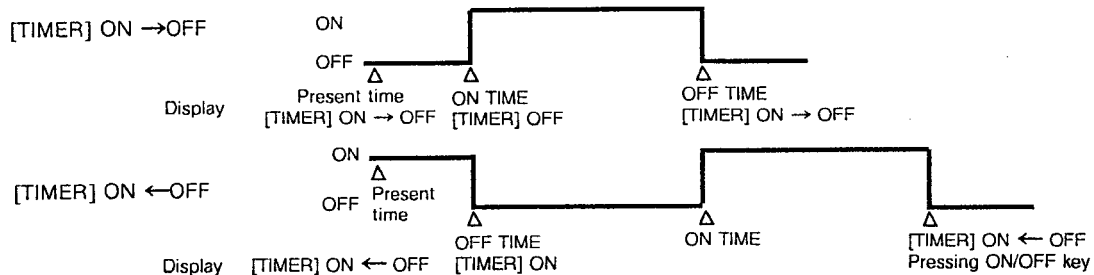 [TIMER] ON →OFF
ON
OFF
Display
Present time
[TIMER] ON → OFF
ON TIME
[TIMER] OFF
OFF TIME
[TIMER] ON → OFF
[TIMER] ON ←OFF
ON
OFF
Present
time
Display
[TIMER] ON ← OFF
OFF TIME
[TIMER] ON
ON TIME
[TIMER] ON ← OFF
Pressing ON/OFF key